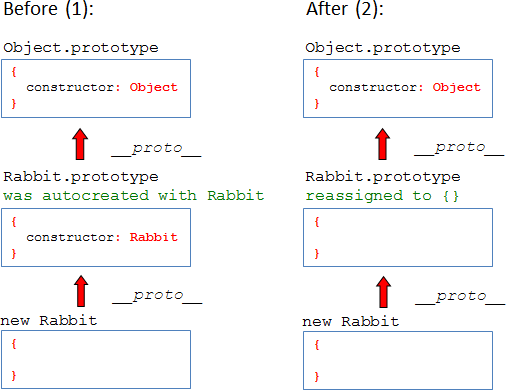 Before (1):
Object.prototype
{
constructor: Object
}
__proto__
Rabbit.prototype
was autocreated with Rabbit
{
constructor: Rabbit
}
__proto__
new Rabbit
{
}
After (2):
Object.prototype
{
constructor: Object
}
__proto__
Rabbit.prototype
reassigned to {}
{
}
__proto__
new Rabbit
{
}